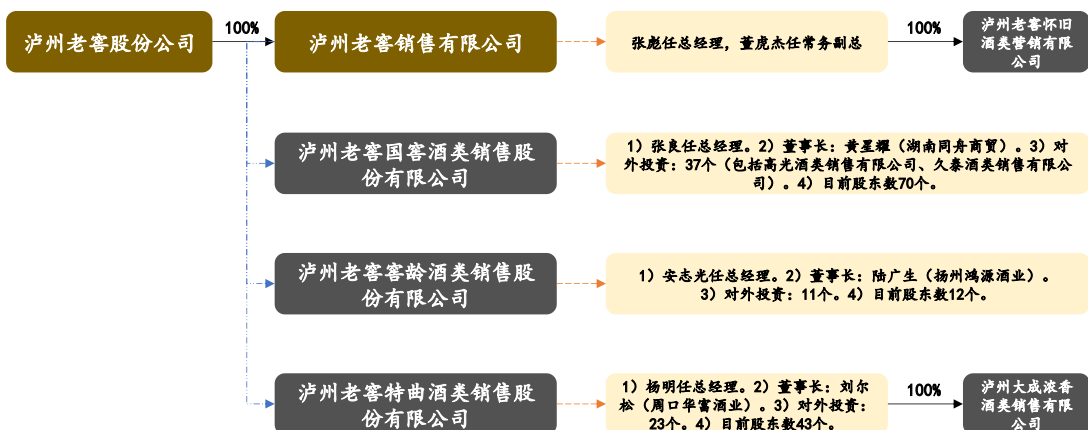 泸州老窖股份公司
100%
泸州老窖销售有限公司
张彪任总经理，董虎杰任常务副总
100%
泸州老窖怀旧
酒类营销有限
公司
泸州老窖国窖酒类销售股
份有限公司
1）张良任总经理。2）董事长：黄星耀（湖南同舟商贸）。3）对
外投资：37个（包括高光酒类销售有限公司、久泰酒类销售有限公
司）。4）目前股东数70个。
泸州老窖窖龄酒类销售股
份有限公司
1）安志光任总经理。2）董事长：陆广生（扬州鸿源酒业）。
3）对外投资：11个。4）目前股东数12个。
泸州老窖特曲酒类销售股
份有限公司
1）杨明任总经理。2）董事长：刘尔
松（周口华富酒业）。3）对外投资：
23个。4）目前股东数43个。
100%
泸州大成浓香
酒类销售有限
公司